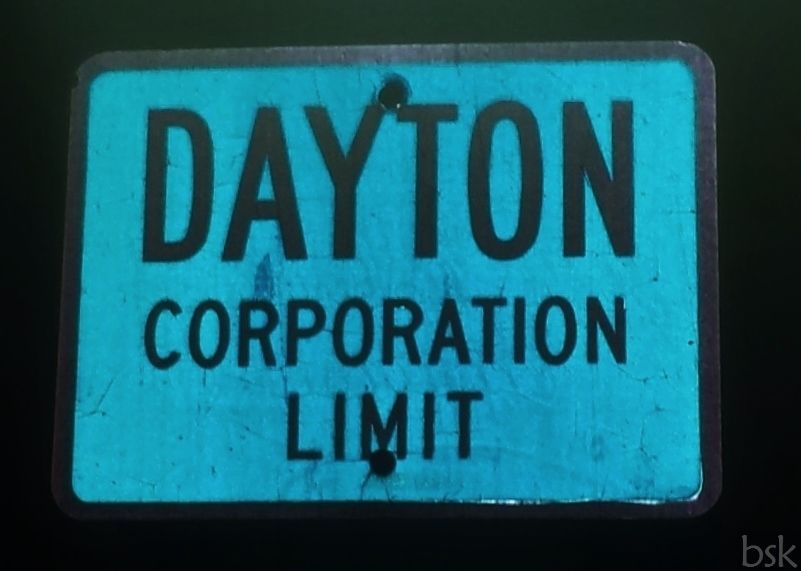 DAYTON
CORPORATION
LIMIT
bsk